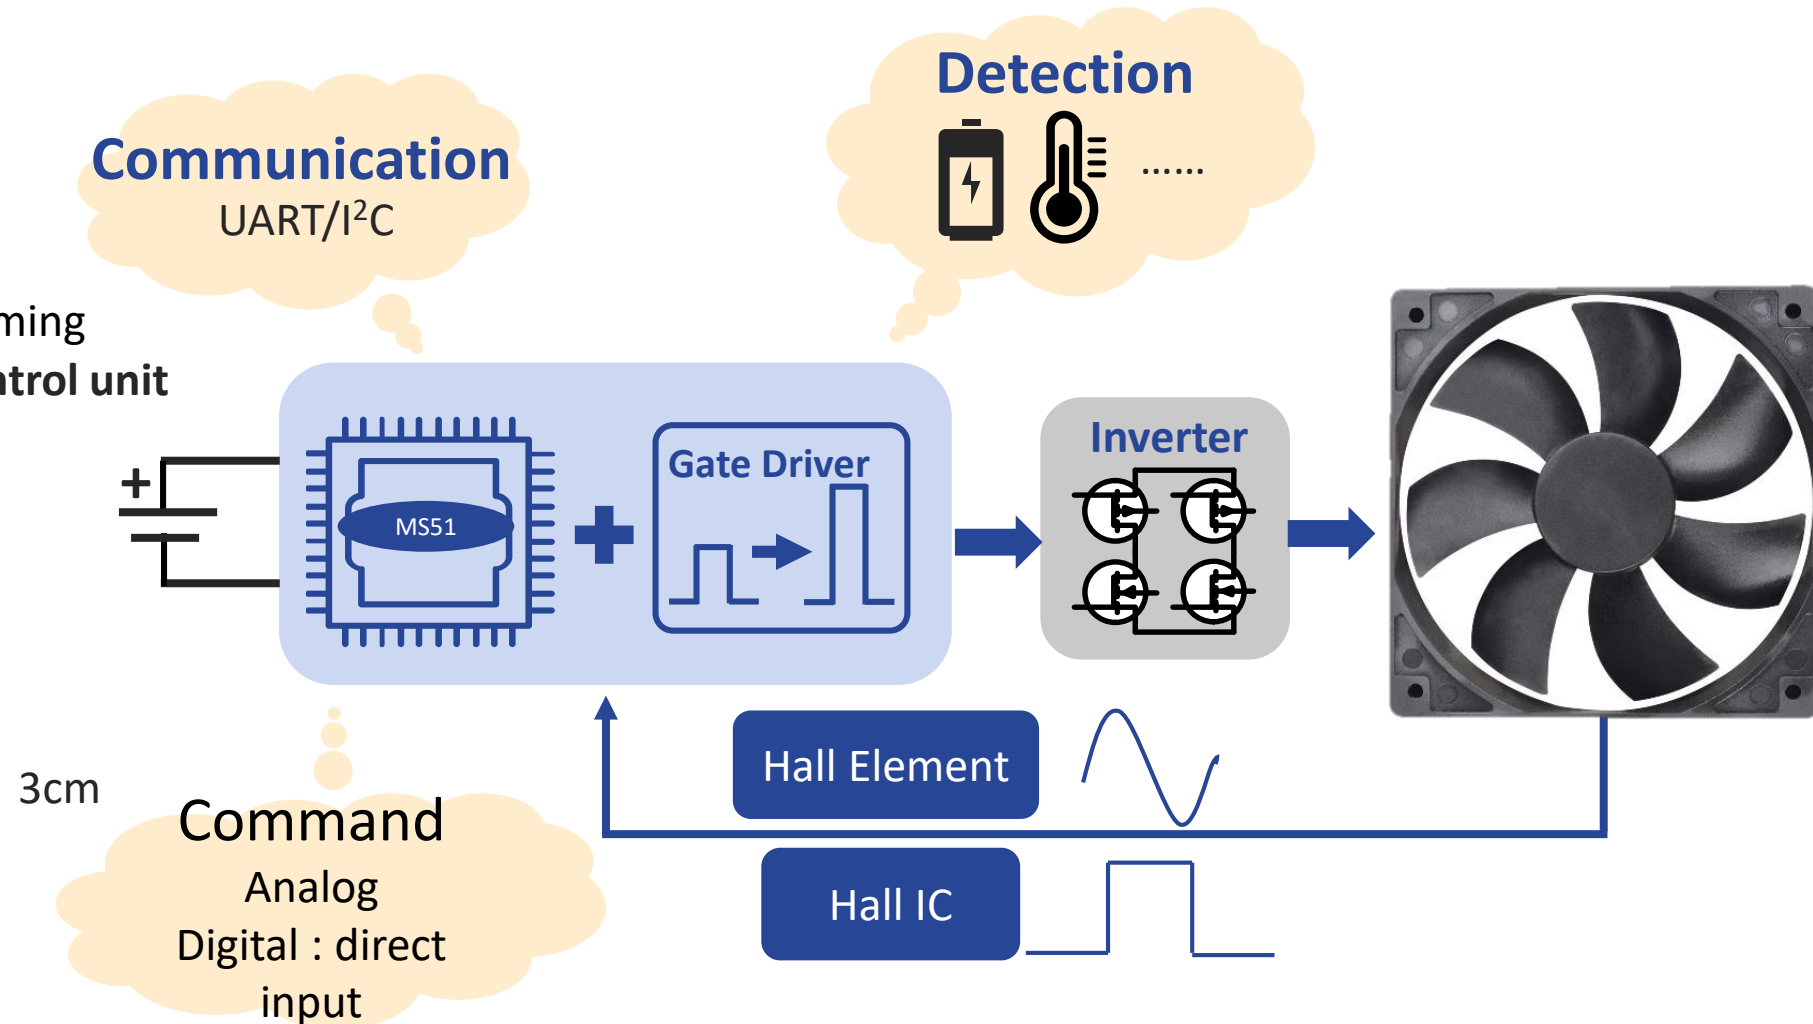 Detection
......
Communication
UART/I²C
ntrol unit
Inverter
Gate Driver
+
MS51
Hall Element
3cm
Command
Analog
Hall IC
Digital : direct
input